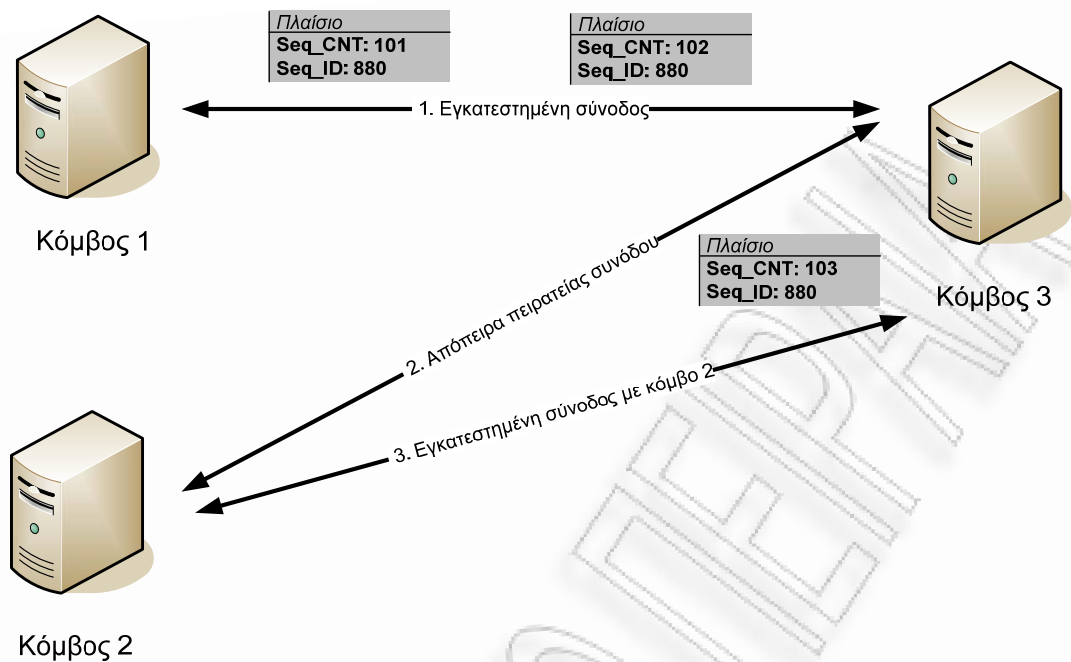 Πλαίσιο
Seq_CNT: 101
Seq_ID: 880
Πλαίσιο
Seq_CNT: 102
Seq_ID: 880
1. Εγκατεστημένη σύνοδος
Κόμβος 1
2. Απόπειρα πειρατείας συνόδου
Πλαίσιο
Seq_CNT: 103
Seq_ID: 880
Κόμβος 3
3. Εγκατεστημένη σύνοδος με κόμβο 2
Κόμβος 2